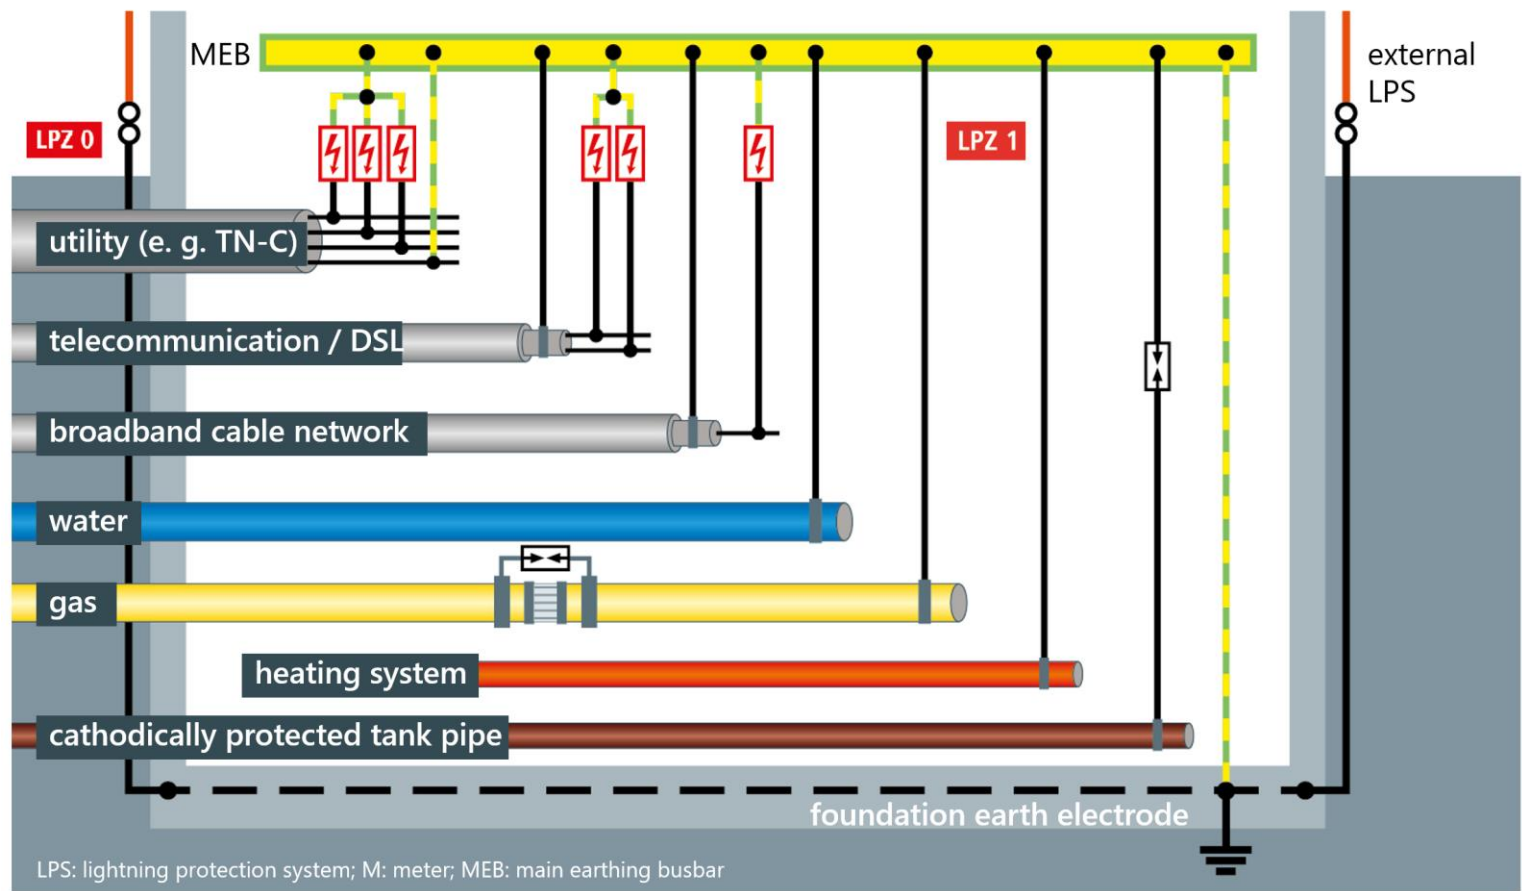 MEB
external
LPS
LPZ 0
LPZ 1
utility (e. g. TN-C)
telecommunication / DSL
broadband cable network
water
gas
heating system
cathodically protected tank pipe
foundation earth electrode
LPS: lightning protection system; M: meter; MEB: main earthing busbar